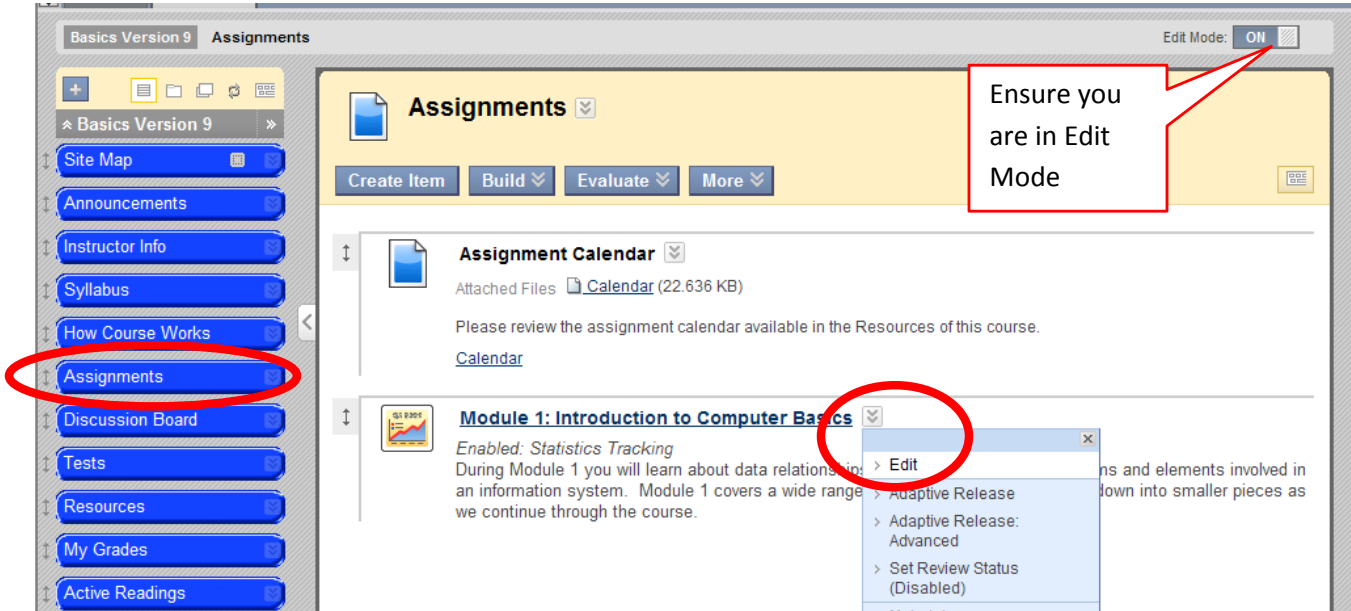 Basics Version 9 Assignments
Edit Mode: ON
Ensure you
are in Edit
Mode
Basics Version 9
Site Map
Announcements
Instructor Info
Syllabus
How Course Works
Assignments
Discussion Board
Tests
Resources
My Grades
Active Readings
Assignments
Create Item Build Evaluate More
Assignment Calendar
Attached Files Calendar (22.636 KB)
Please review the assignment calendar available in the Resources of this course.
Calendar
Module 1: Introduction to Computer Basics
Enabled: Statistics Tracking
During Module 1 you will learn about data relationships and elements involved in
an information system. Module 1 covers a wide range down into smaller pieces as
we continue through the course.
Edit
Adaptive Release
Adaptive Release:
Advanced
Set Review Status
(Disabled)